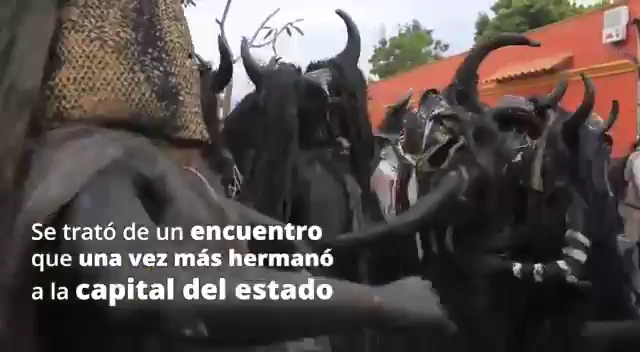 Se trató de un encuentro
que una vez más hermanó
a la capital del estado